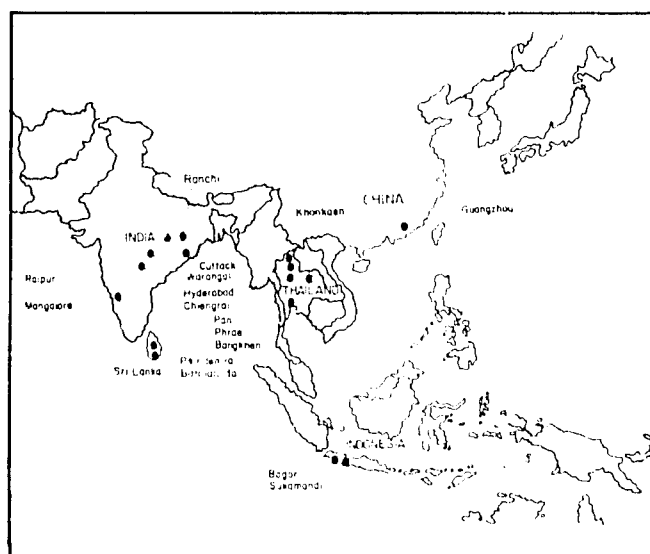 Ranchi
Khonkaen
CHINA
Guangzhou
INDIA
Raipur
Cuttack
Warangal
THAILAND
Mangalore
Hyderabad
Chiengrai
Pan
Phrae
Bangkhen
Sri Lanka
INDONESIA
Bogor
Sukamandi